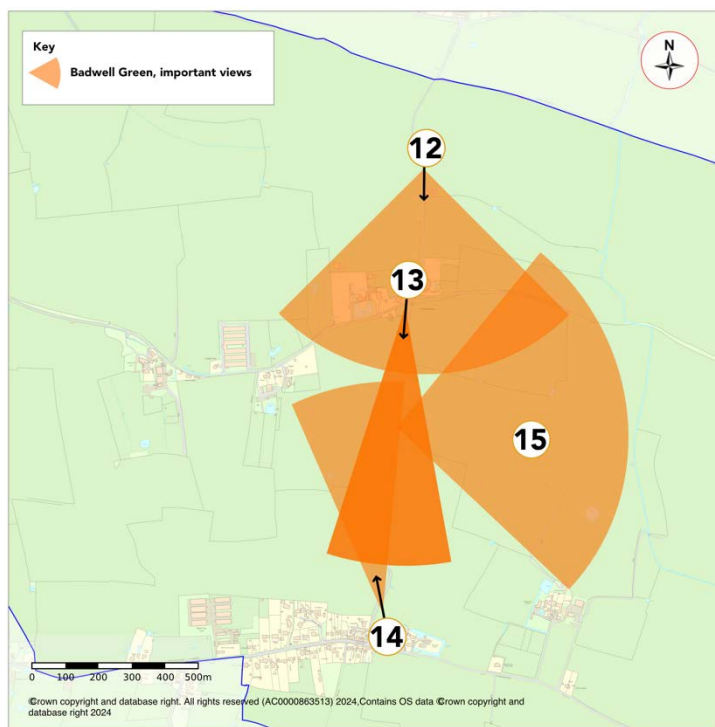 Key
Badwell Green, important views
N
12
13
15
14
0 100 200 300 400 500m
©Crown copyright and database right. All rights reserved (AC0000863513) 2024,Contains OS data ©Crown copyright and
database right 2024